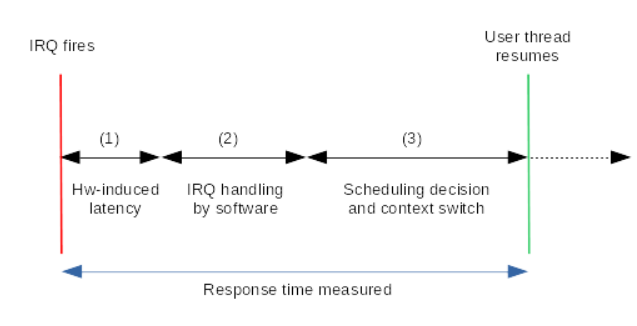 IRQ fires
User thread
resumes
(1)
(2)
(3)
Hw-induced
latency
IRQ handling
by software
Scheduling decision
and context switch
Response time measured